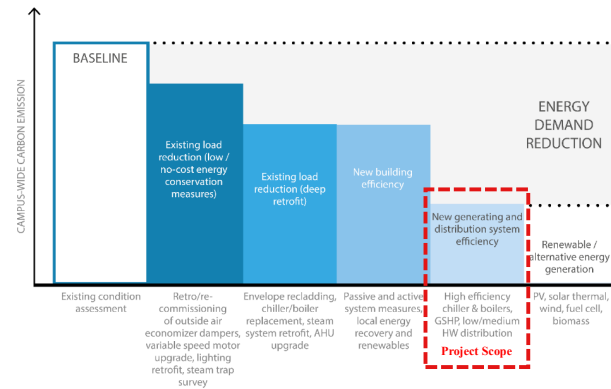 CAMPUS-WIDE CARBON EMISSION
BASELINE
Existing load
reduction (low /
no-cost energy
conservation
measures)
Existing load
reduction (deep
retrofit)
New building
efficiency
New generating and
distribution system
efficiency
ENERGY
DEMAND
REDUCTION
Renewable /
alternative energy
generation
Existing condition
assessment
Retro/re-
commissioning
of outside air
economizer dampers,
variable speed motor
upgrade, lighting
retrofit, steam trap
survey
Envelope recladding,
chiller/boiler
replacement, steam
system retrofit, AHU
upgrade
Passive and active
system measures,
local energy
recovery and
renewables
High efficiency
chiller & boilers,
GSHP, low/medium
HW distribution
Project Scope
PV, solar thermal,
wind, fuel cell,
biomass